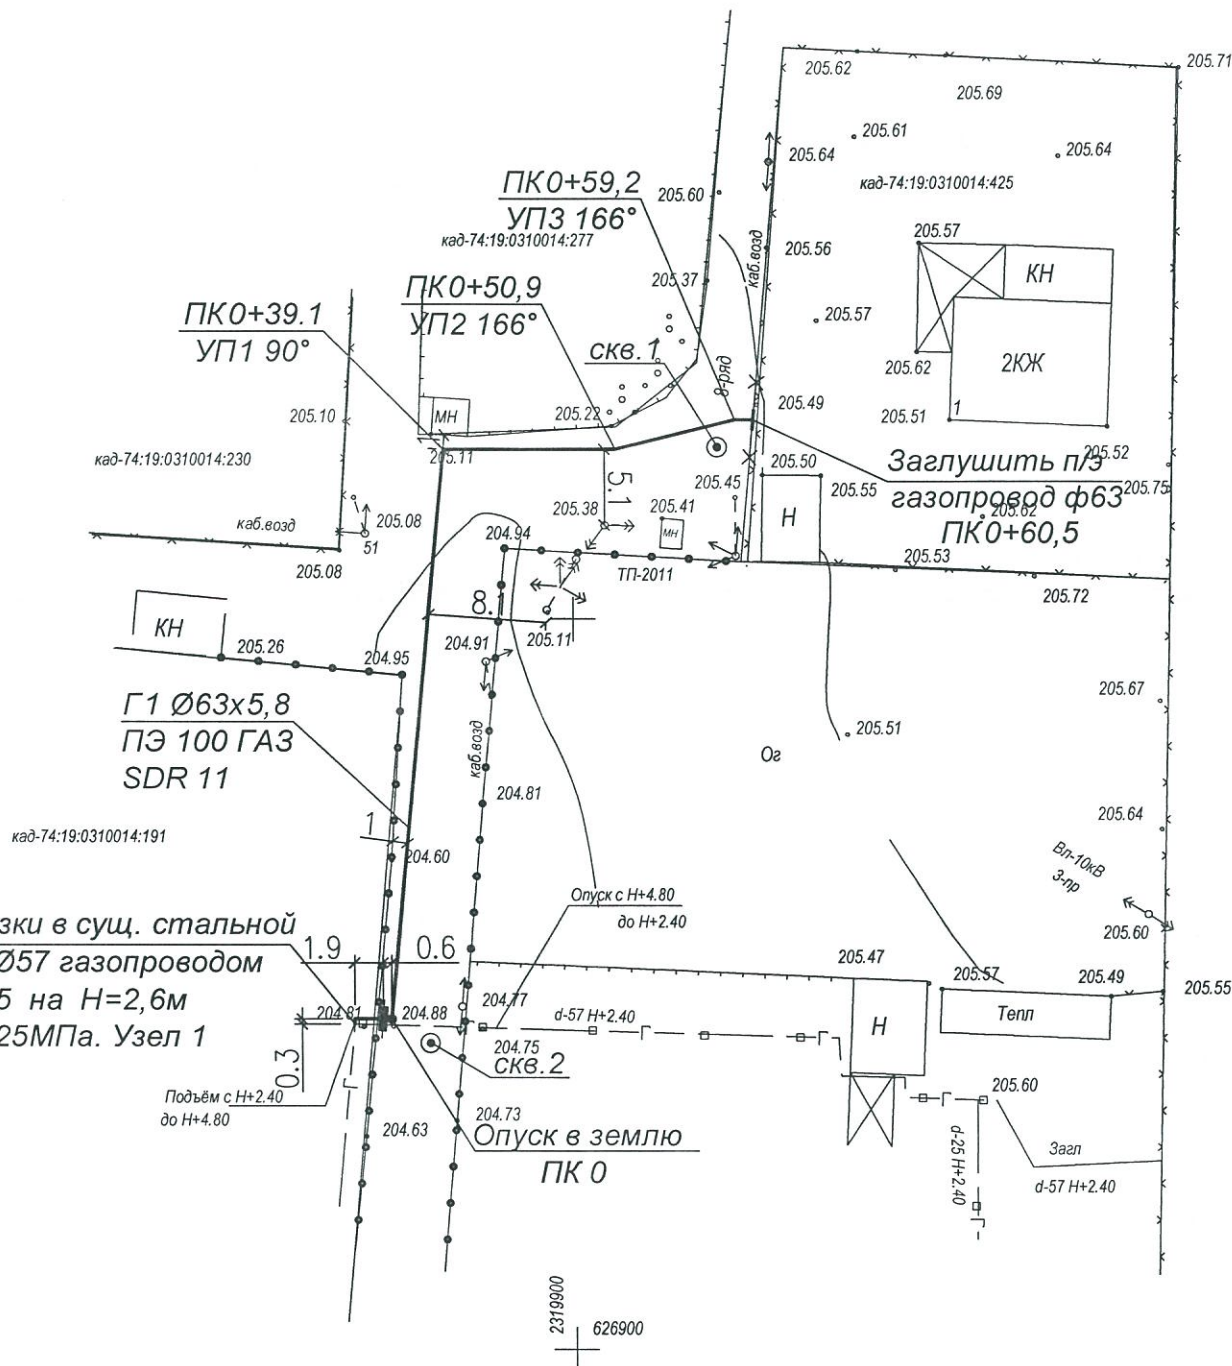 205.62
205.71
205.69
205.61
205.64
205.64
кад-74:19:0310014:425
ПК0+59,2
УП3 166°
205.60
кад-74:19:0310014:277
205.57
каб.возд
205.56
КН
205.37
ПК0+50,9
УП2 166°
ПК0+39.1
УП1 90°
205.57
скв.1
8-ряд
205.62
2КЖ
205.10
МН
205.22
205.49
205.51
1
205.52
205.11
кад-74:19:0310014:230
Заглушить п/э
газопровод ф63
ПК0+60,5
205.50
205.55
205.75
205.62
5.1
205.45
205.41
205.38
Н
МН
каб.возд
205.08
51
204.94
205.53
205.08
ТП-2011
205.72
8.
КН
205.26
204.95
204.91
205.11
205.67
Г1 Ø63х5,8
ПЭ 100 ГАЗ
SDR 11
каб.возд
205.51
Ог
204.81
205.64
кад-74:19:0310014:191
1
204.60
Вл-10кВ
3-пр
Опуск с Н+4.80
до Н+2.40
зки в сущ. стальной
Ø57 газопроводом
5 на Н=2,6м
25МПа. Узел 1
1.9
0.6
205.60
205.47
205.57
205.49
205.55
204.81
204.88
204.77
d-57 Н+2.40
Г
Г
Н
Тепл
204.75
скв.2
0.3
Г
Подъём с Н+2.40
до Н+4.80
205.60
Г
204.63
204.73
Опуск в землю
ПК 0
d-25 Н+2.40
Загл
d-57 Н+2.40
Г
2319900
626900